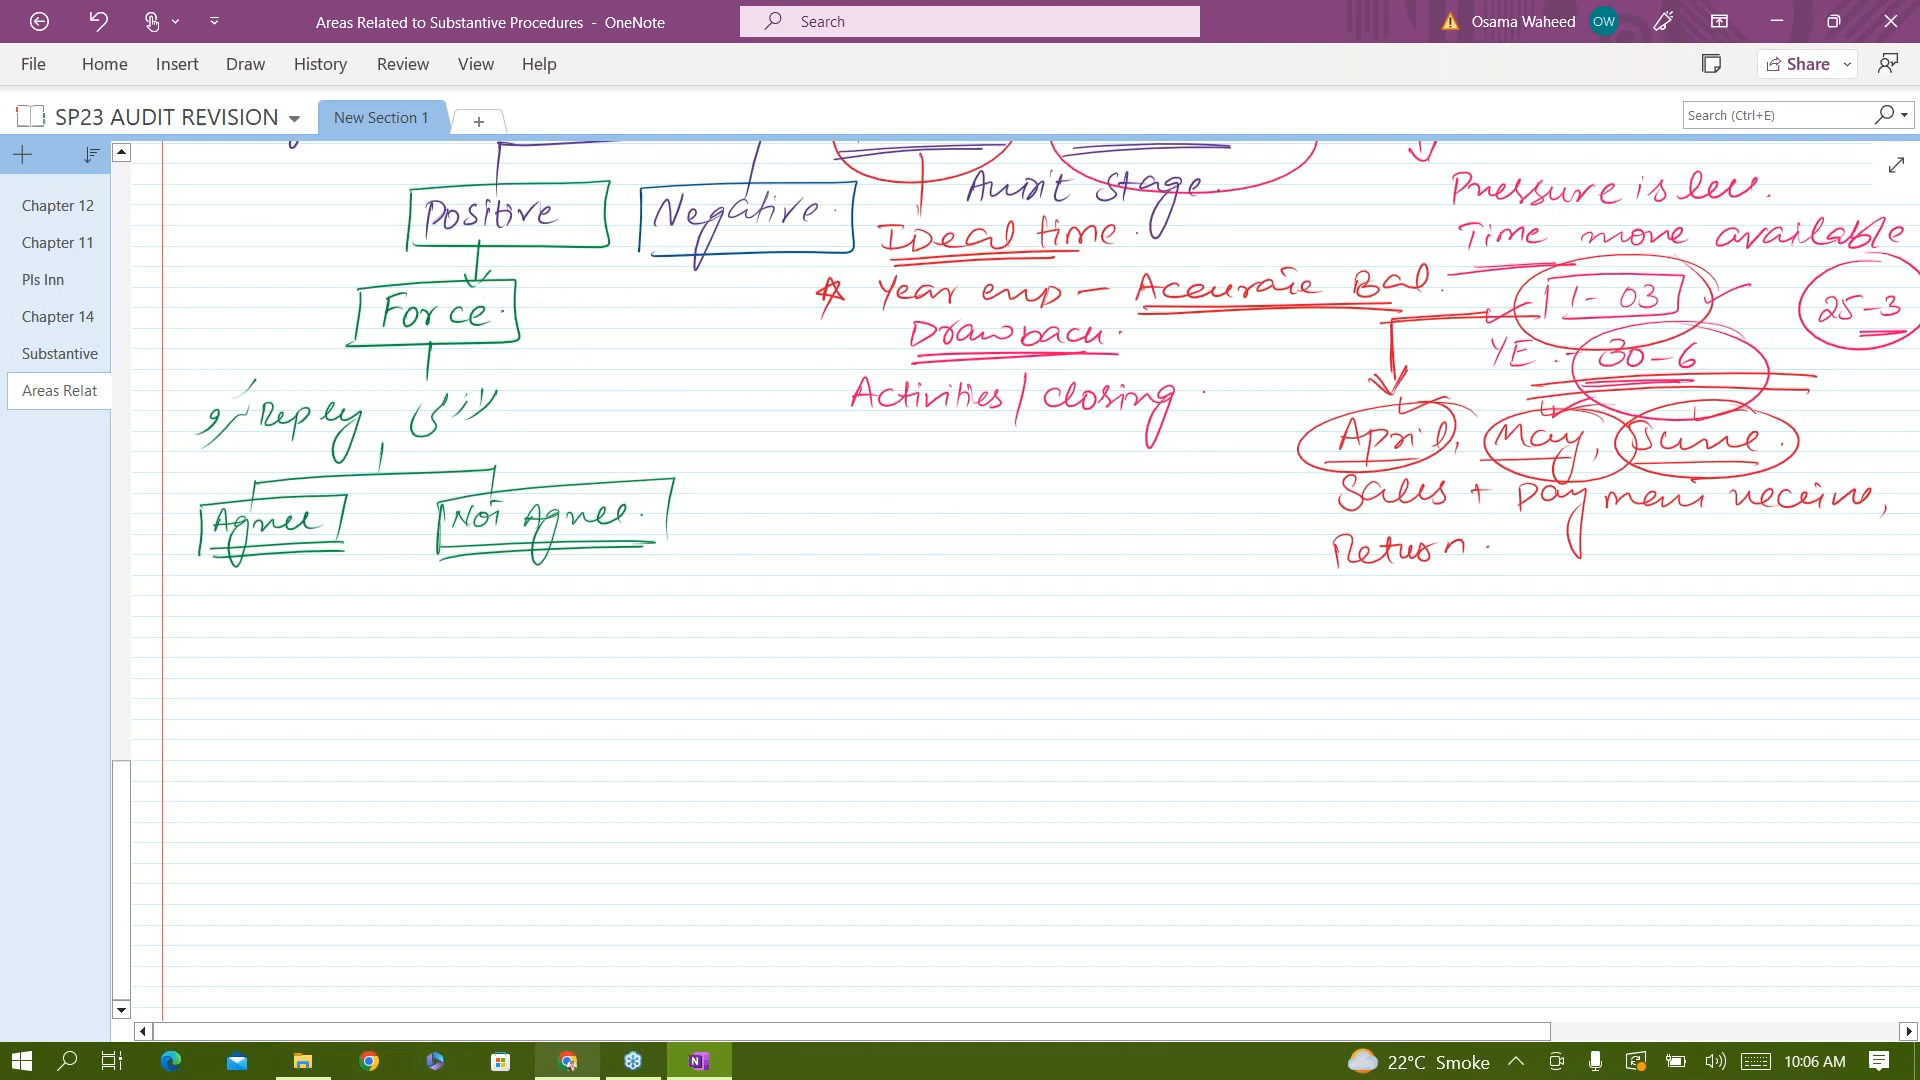 Areas Related to Substantive Procedures - OneNote
Search
Osama Waheed
OW
File
Home
Insert
Draw
History
Review
View
Help
Share
SP23 AUDIT REVISION
New Section 1
Search (Ctrl+E)
Chapter 12
Chapter 11
Pls Inn
Chapter 14
Substantive
Areas Relat
Positive
Negative.
Audit stage.
Pressure is less.
IDeal time.
Time more available
Force.
Year end - Accurate Bal.
1-03
25-3
Drawback.
YE.
30-6
Reply
Activities / closing
April, May, June.
Sales + payment receive,
Agree
Not Agree.
Return.
22°C Smoke
10:06 AM